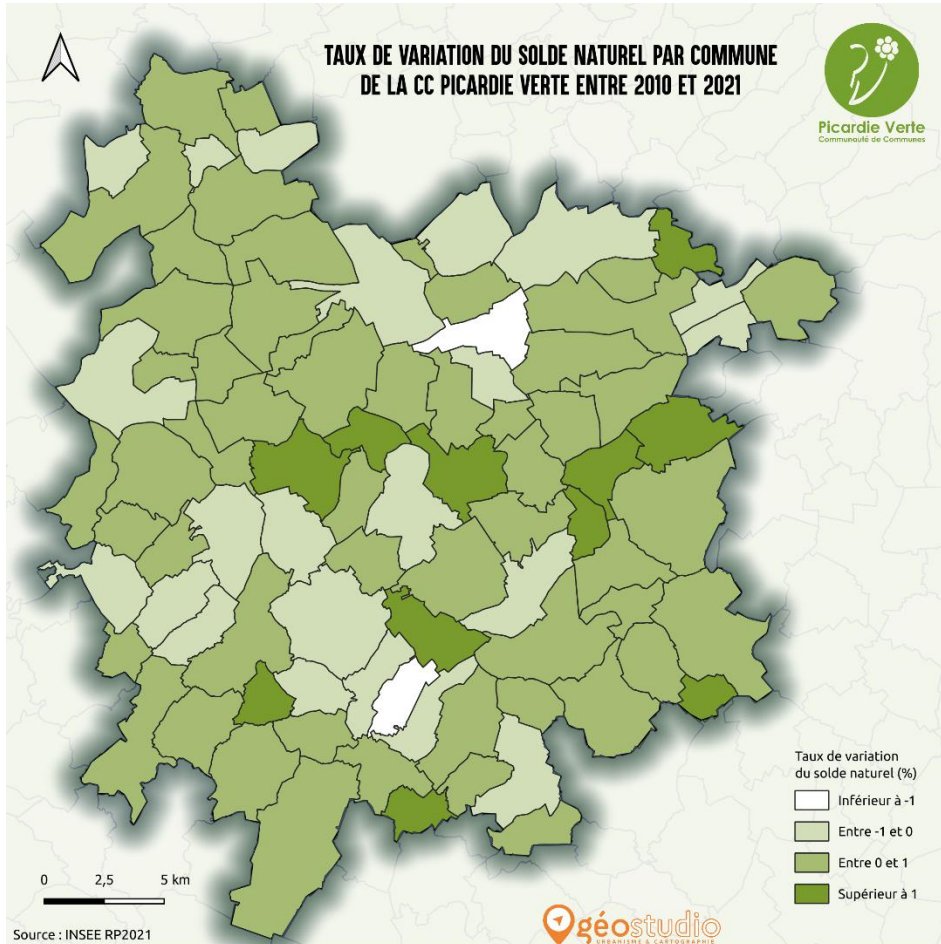 TAUX DE VARIATION DU SOLDE NATUREL PAR COMMUNE
DE LA CC PICARDIE VERTE ENTRE 2010 ET 2021
Picardie Verte
Communauté de Communes
Taux de variation
du solde naturel (%)
Inférieur à -1
Entre -1 et 0
Entre 0 et 1
Supérieur à 1
0 2,5 5 km
Source : INSEE RP2021
géostudio
URBANISME & CARTOGRAPHIE